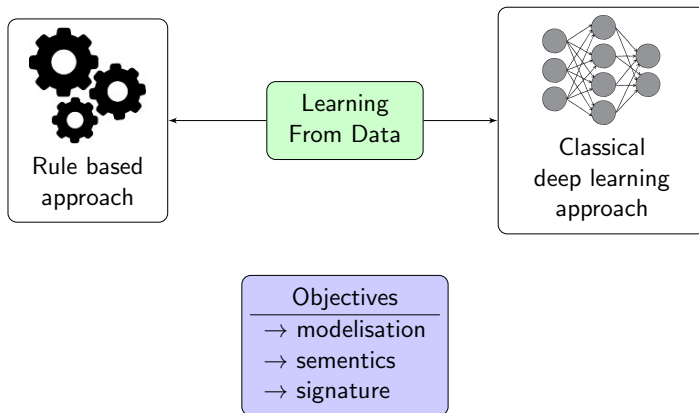 Rule based
approach
Learning
From Data
Classical
deep learning
approach
Objectives
→ modelisation
→ sementics
→ signature